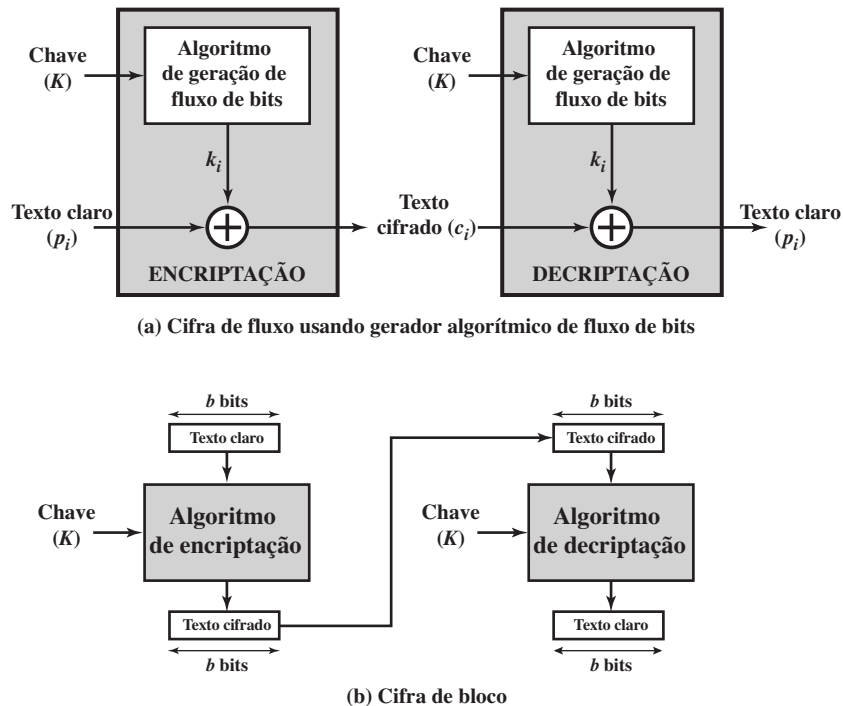 Chave
(K)
Algoritmo
de geração de
fluxo de bits
k_i
Texto claro
(p_i)
ENCRIPTAÇÃO
Texto
cifrado (c_i)
Chave
(K)
Algoritmo
de geração de
fluxo de bits
k_i
DECRIPTAÇÃO
Texto claro
(p_i)
(a) Cifra de fluxo usando gerador algorítmico de fluxo de bits
b bits
Texto claro
Chave
(K)
Algoritmo
de encriptação
Texto cifrado
b bits
b bits
Texto cifrado
Chave
(K)
Algoritmo
de decriptação
Texto claro
b bits
(b) Cifra de bloco